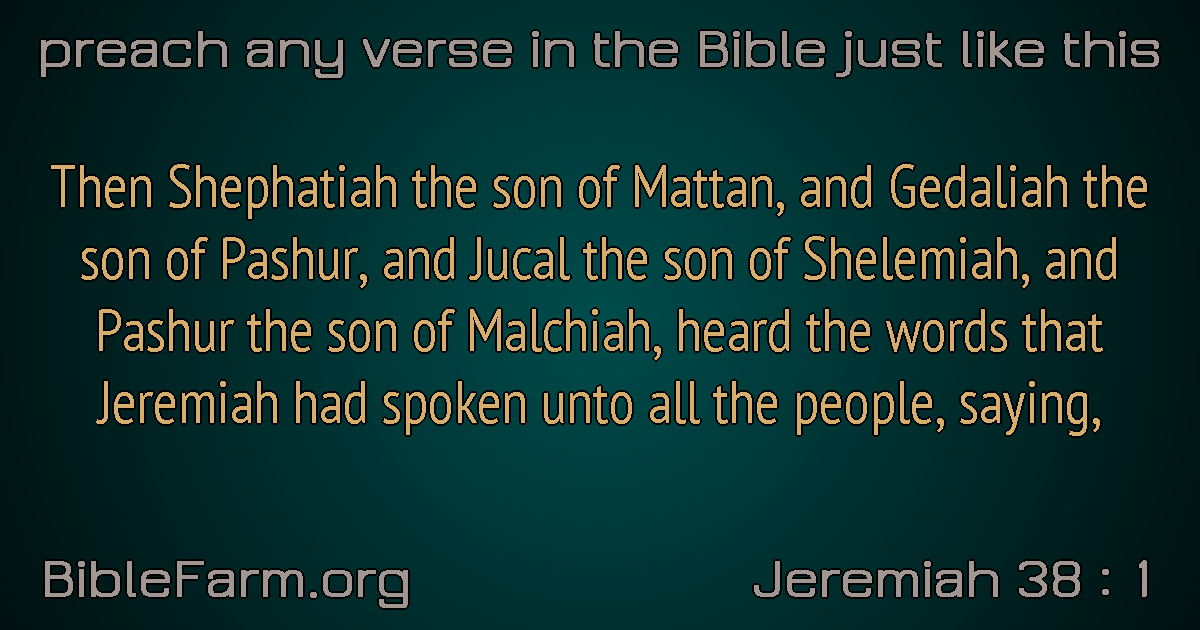 preach any verse in the Bible just like this
Then Shephatiah the son of Mattan, and Gedaliah the
son of Pashur, and Jucal the son of Shelemiah, and
Pashur the son of Malchiah, heard the words that
Jeremiah had spoken unto all the people, saying,
BibleFarm.org
Jeremiah 38 : 1